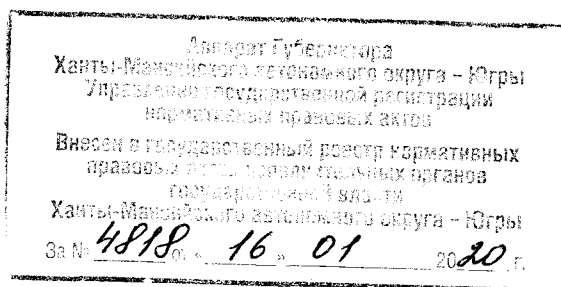 Аппарат Губернатора
Ханты-Мансийского автономного округа – Югры
Управление государственной регистрации
нормативных правовых актов
Внесен в государственный реестр нормативных
правовых актов исполнительных органов
государственной власти
Ханты-Мансийского автономного округа – Югры
За № 4818 от « 16 » 01 2020 г.